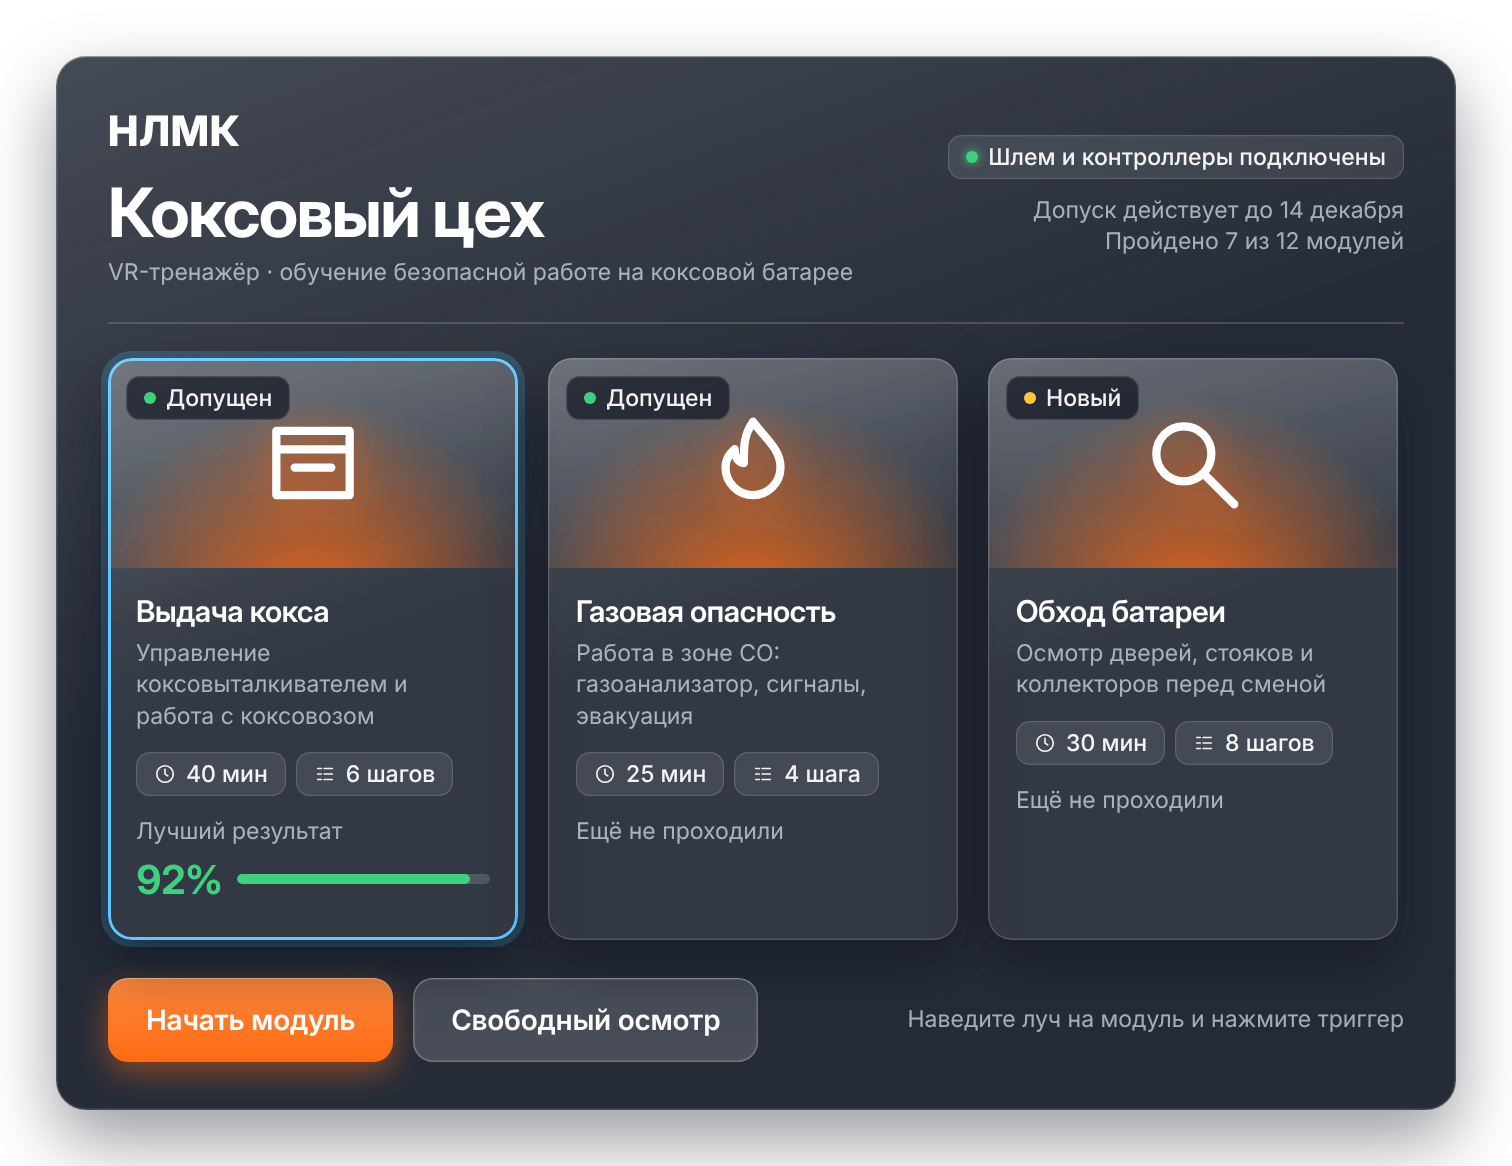 НЛМК
Коксовый цех
VR-тренажёр · обучение безопасной работе на коксовой батарее
Шлем и контроллеры подключены
Допуск действует до 14 декабря
Пройдено 7 из 12 модулей
Допущен
Выдача кокса
Управление
коксовыталкивателем и
работа с коксовозом
40 мин
6 шагов
Лучший результат
92%
Допущен
Газовая опасность
Работа в зоне CO:
газоанализатор, сигналы,
эвакуация
25 мин
4 шага
Ещё не проходили
Новый
Обход батареи
Осмотр дверей, стояков и
коллекторов перед сменой
30 мин
8 шагов
Ещё не проходили
Начать модуль
Свободный осмотр
Наведите луч на модуль и нажмите триггер